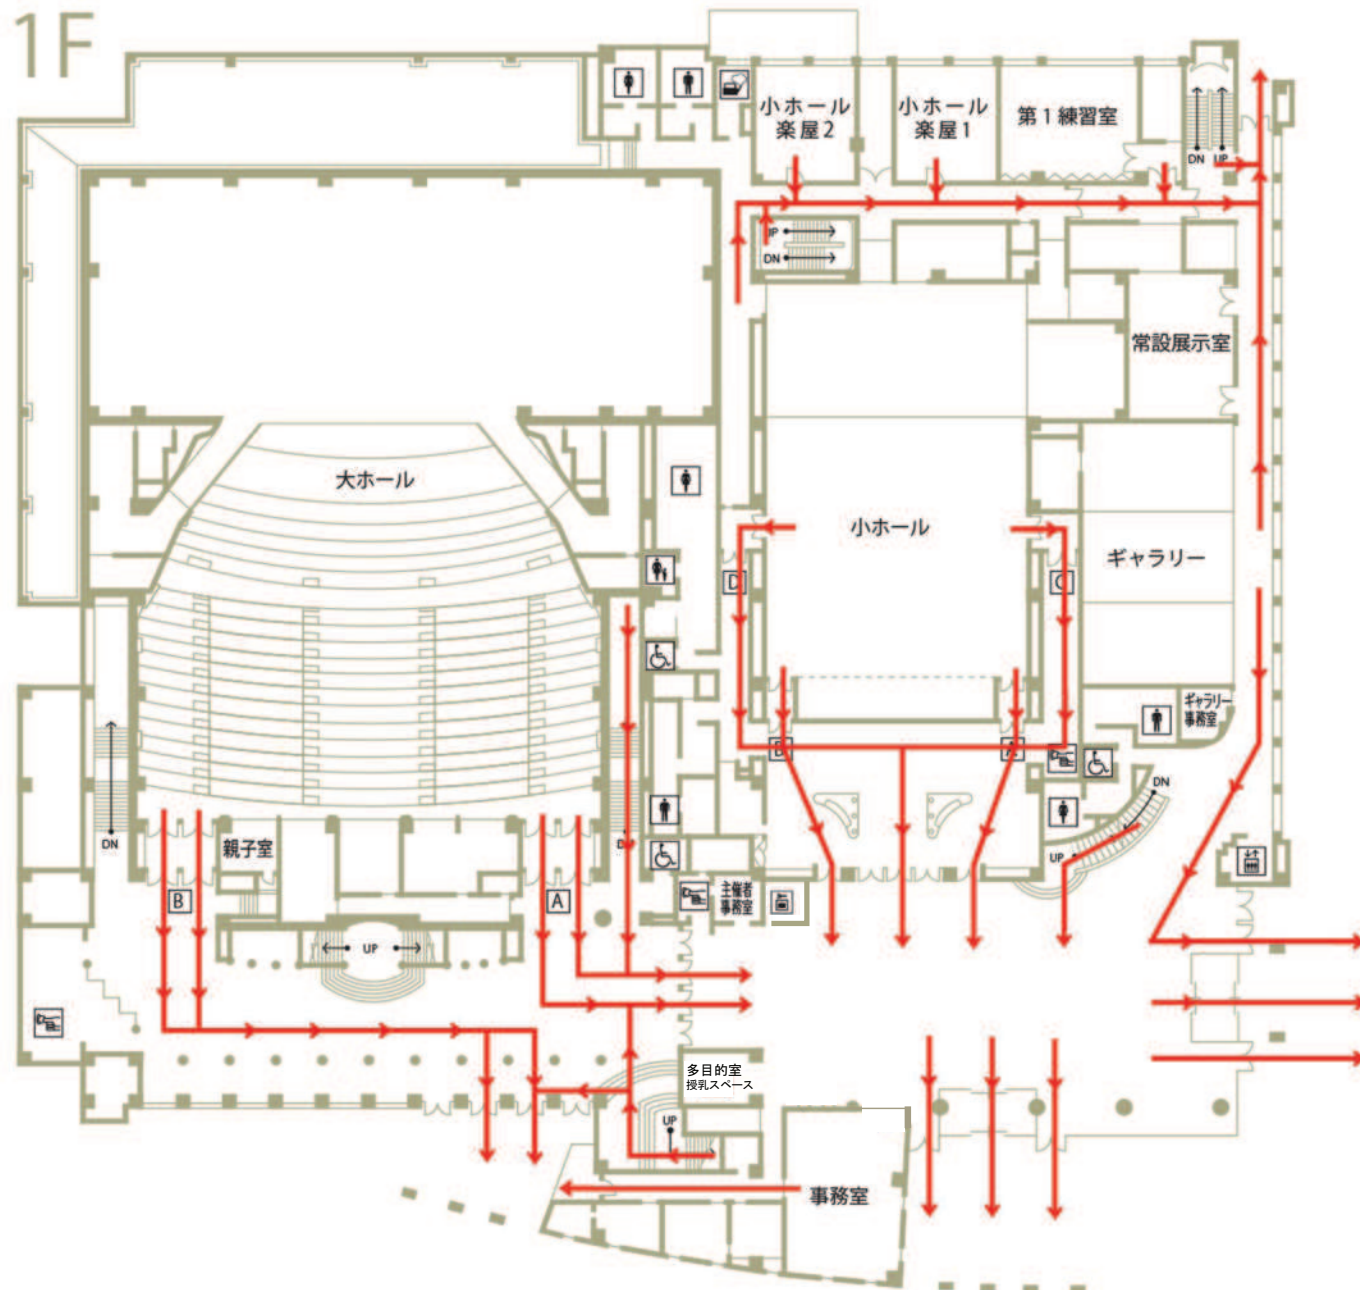 1F
小ホール
楽屋2
小ホール
楽屋1
第1練習室
DN
UP
UP
DN
常設展示室
大ホール
小ホール
ギャラリー
D
C
ギャラリー
事務室
DN
UP
親子室
DN
B
A
主催者
事務室
UP
多目的室
授乳スペース
UP
事務室